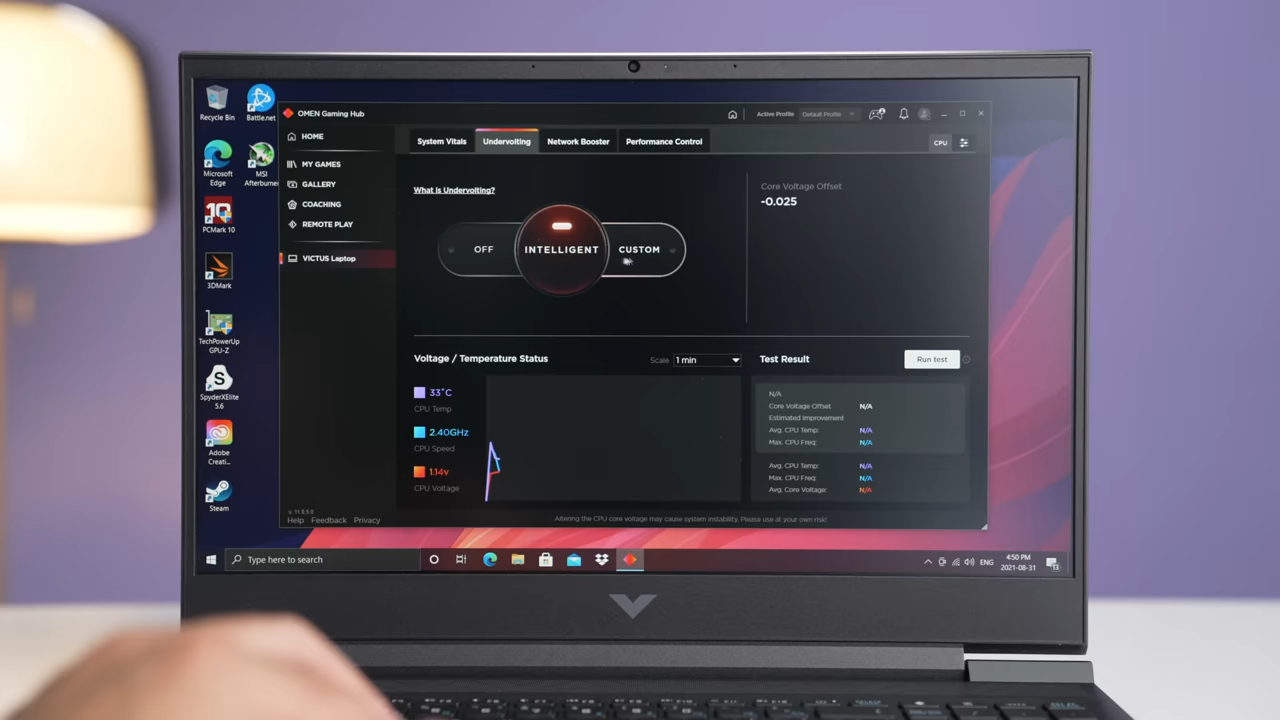 Recycle Bin
Battle.net
Microsoft
Edge
MSI
Afterburner
PCMark 10
3DMark
TechPowerUp
GPU-Z
SpyderXElite
5.6
Adobe
Creati...
Steam
OMEN Gaming Hub
Active Profile
Default Profile
HOME
MY GAMES
GALLERY
COACHING
REMOTE PLAY
VICTUS Laptop
v. 11.8.5.0
Help Feedback Privacy
System Vitals
Undervolting
Network Booster
Performance Control
CPU
What is Undervolting?
OFF
INTELLIGENT
CUSTOM
Core Voltage Offset
-0.025
Voltage / Temperature Status
Scale 1 min
33°C
CPU Temp
2.40GHz
CPU Speed
1.14v
CPU Voltage
Test Result
Run test
N/A
Core Voltage Offset N/A
Estimated Improvement
Avg. CPU Temp: N/A
Max. CPU Freq: N/A
Avg. CPU Temp: N/A
Max. CPU Freq: N/A
Avg. Core Voltage: N/A
Altering the CPU core voltage may cause system instability. Please use at your own risk!
Type here to search
ENG
4:50 PM
2021-08-31